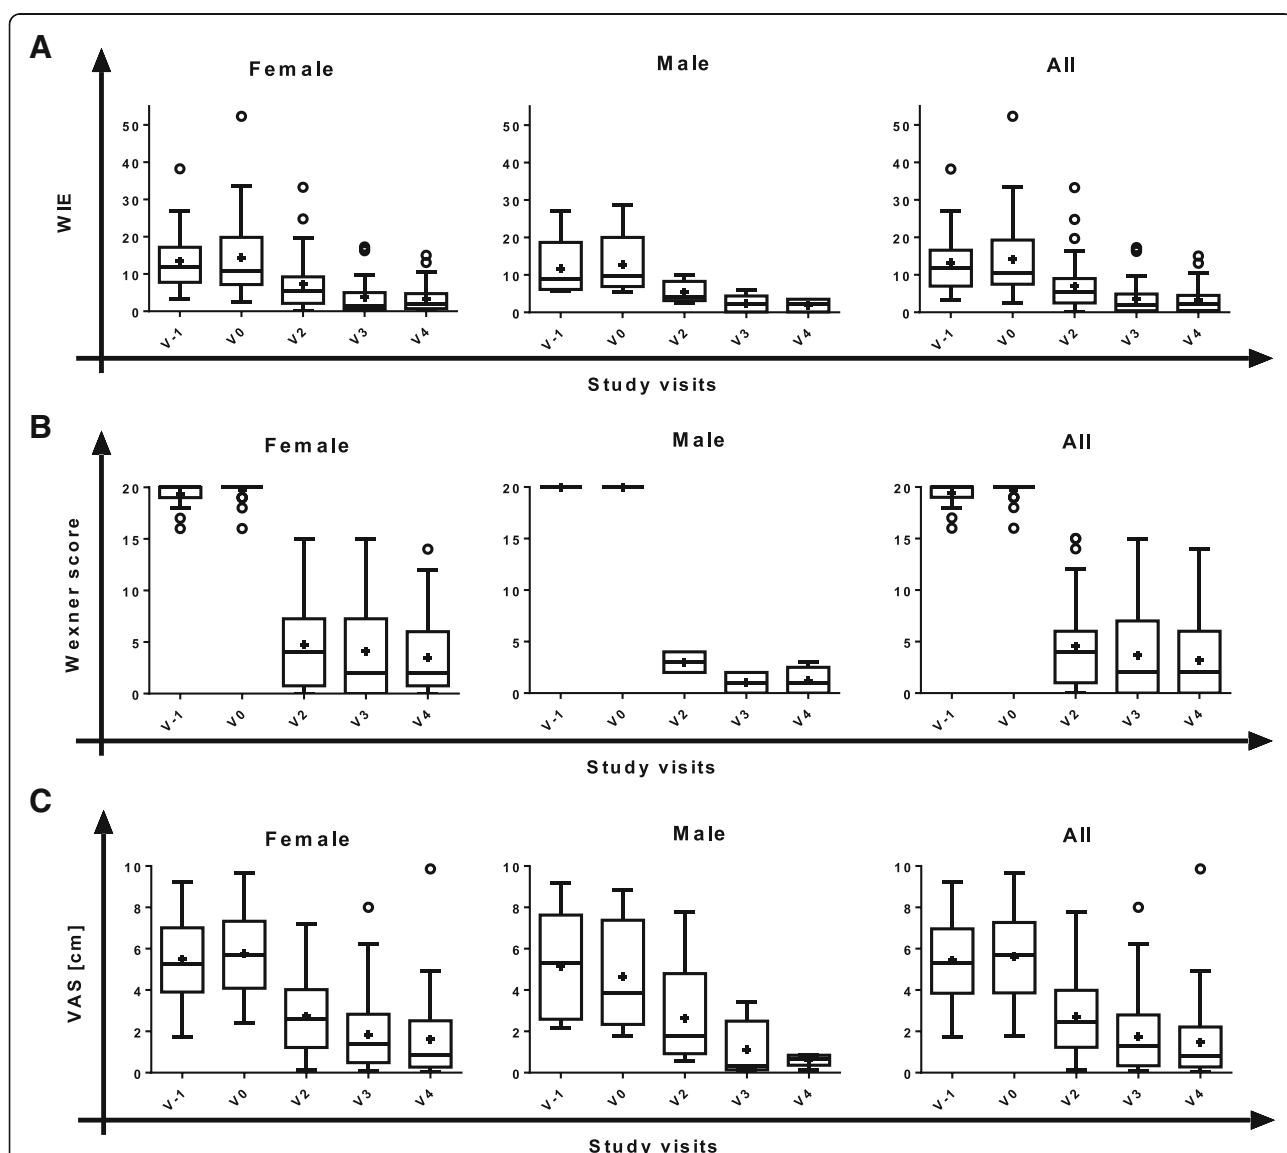 A
Female Male All
WIE
50 50 50
40 40 40
30 30 30
20 20 20
10 10 10
0 0 0
V-1 V0 V2 V3 V4 V-1 V0 V2 V3 V4 V-1 V0 V2 V3 V4
Study visits
B
Female Male All
Wexner score
20 20 20
15 15 15
10 10 10
5 5 5
0 0 0
V-1 V0 V2 V3 V4 V-1 V0 V2 V3 V4 V-1 V0 V2 V3 V4
Study visits
C
Female Male All
VAS [cm]
10 10 10
8 8 8
6 6 6
4 4 4
2 2 2
0 0 0
V-1 V0 V2 V3 V4 V-1 V0 V2 V3 V4 V-1 V0 V2 V3 V4
Study visits